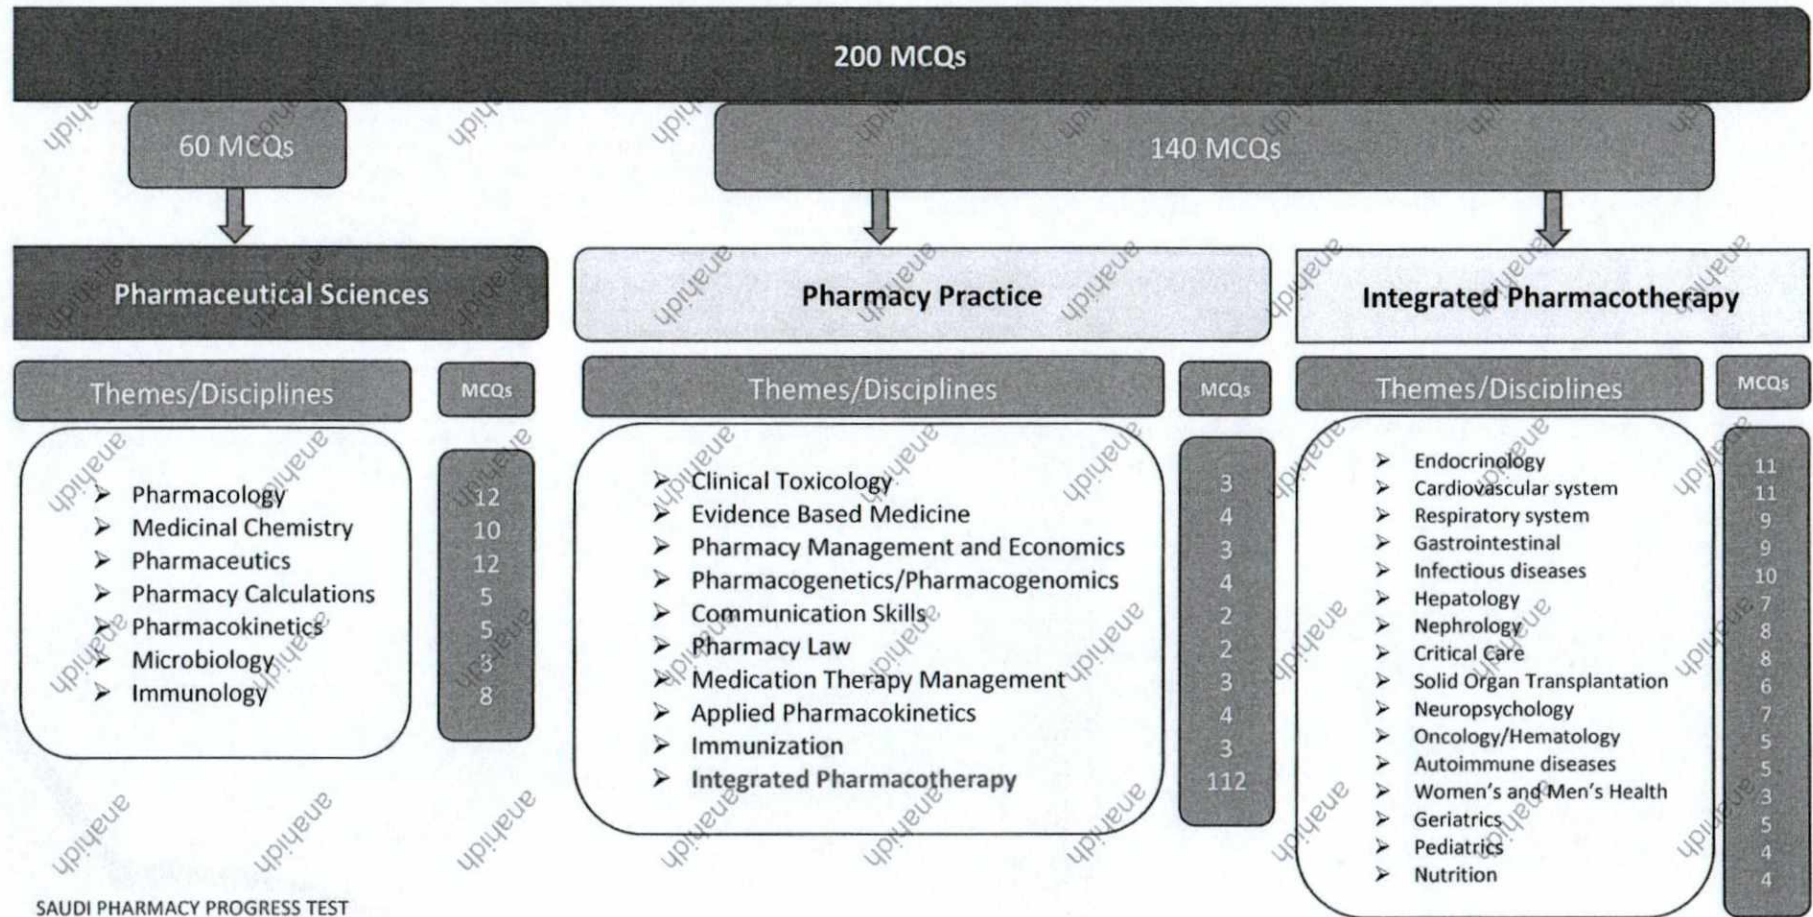 200 MCQs
60 MCQs
140 MCQs
Pharmaceutical Sciences
Themes/Disciplines MCQs
➢ Pharmacology 12
➢ Medicinal Chemistry 10
➢ Pharmaceutics 12
➢ Pharmacy Calculations 5
➢ Pharmacokinetics 5
➢ Microbiology 8
➢ Immunology 8
Pharmacy Practice
Themes/Disciplines MCQs
➢ Clinical Toxicology 3
➢ Evidence Based Medicine 4
➢ Pharmacy Management and Economics 3
➢ Pharmacogenetics/Pharmacogenomics 4
➢ Communication Skills 2
➢ Pharmacy Law 2
➢ Medication Therapy Management 3
➢ Applied Pharmacokinetics 4
➢ Immunization 3
➢ Integrated Pharmacotherapy 112
Integrated Pharmacotherapy
Themes/Disciplines MCQs
➢ Endocrinology 11
➢ Cardiovascular system 11
➢ Respiratory system 9
➢ Gastrointestinal 9
➢ Infectious diseases 10
➢ Hepatology 7
➢ Nephrology 8
➢ Critical Care 8
➢ Solid Organ Transplantation 6
➢ Neuropsychology 7
➢ Oncology/Hematology 5
➢ Autoimmune diseases 5
➢ Women's and Men's Health 3
➢ Geriatrics 5
➢ Pediatrics 4
➢ Nutrition 4
SAUDI PHARMACY PROGRESS TEST
anahidh